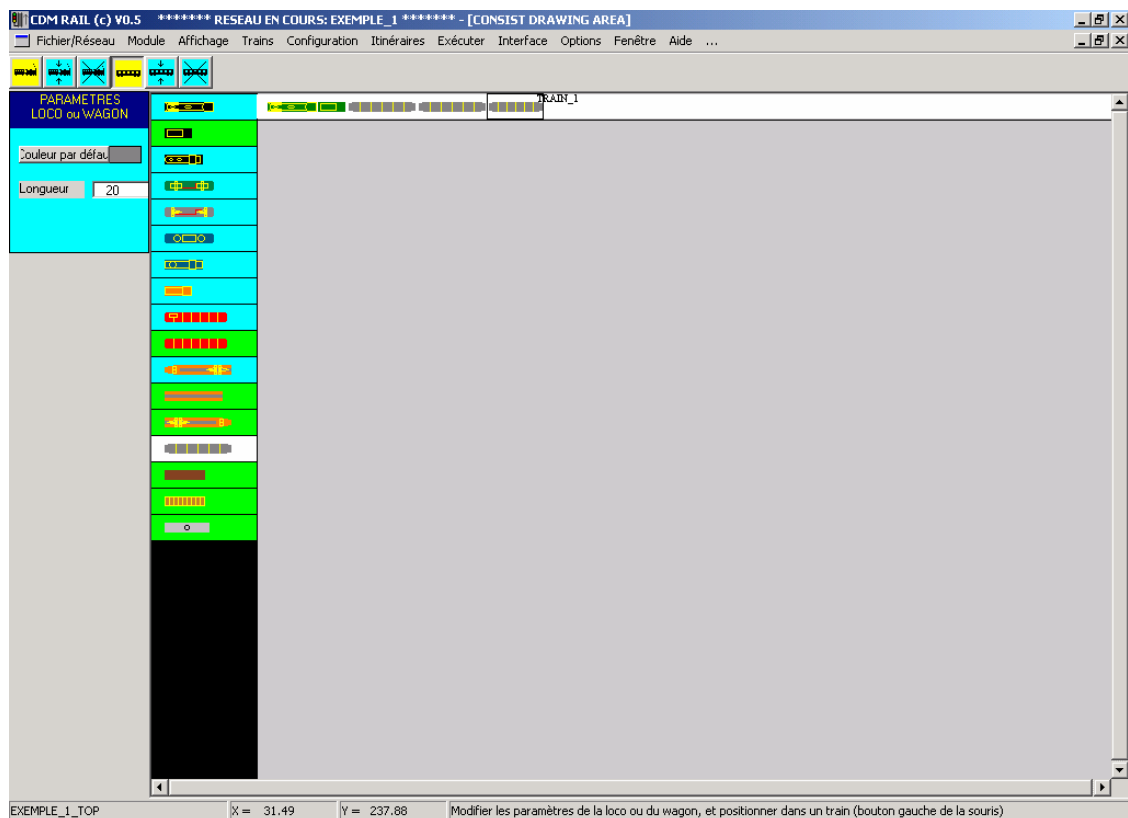 CDM RAIL (c) V0.5 ******* RESEAU EN COURS: EXEMPLE_1 ******* - [CONSIST DRAWING AREA]
Fichier/Réseau Module Affichage Trains Configuration Itinéraires Exécuter Interface Options Fenêtre Aide ...
PARAMETRES
LOCO ou WAGON
TRAIN_1
Couleur par défau
Longueur 20
EXEMPLE_1_TOP X = 31.49 Y = 237.88 Modifier les paramètres de la loco ou du wagon, et positionner dans un train (bouton gauche de la souris)